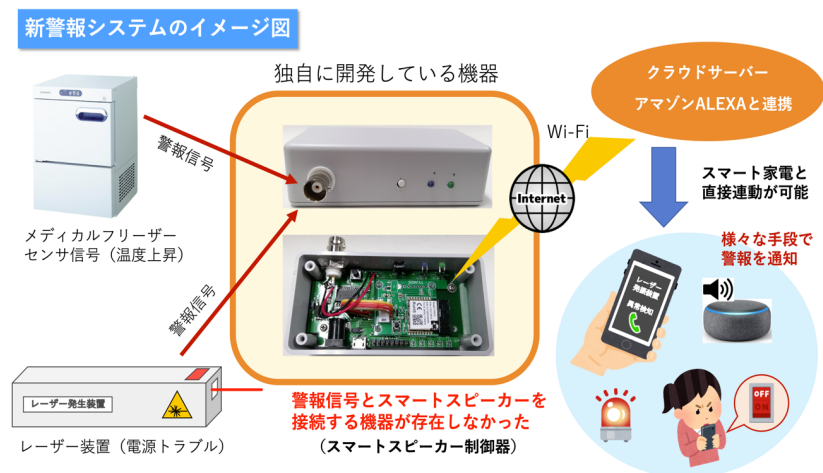 新警報システムのイメージ図
独自に開発している機器
クラウドサーバー
アマゾンALEXAと連携
Wi-Fi
警報信号
Internet
スマート家電と
直接連動が可能
メディカルフリーザー
センサ信号（温度上昇）
様々な手段で
警報を通知
レーザー
発振装置
異常検知
警報信号
レーザー発生装置
レーザー装置（電源トラブル）
警報信号とスマートスピーカーを
接続する機器が存在しなかった
（スマートスピーカー制御器）
OFF
ON